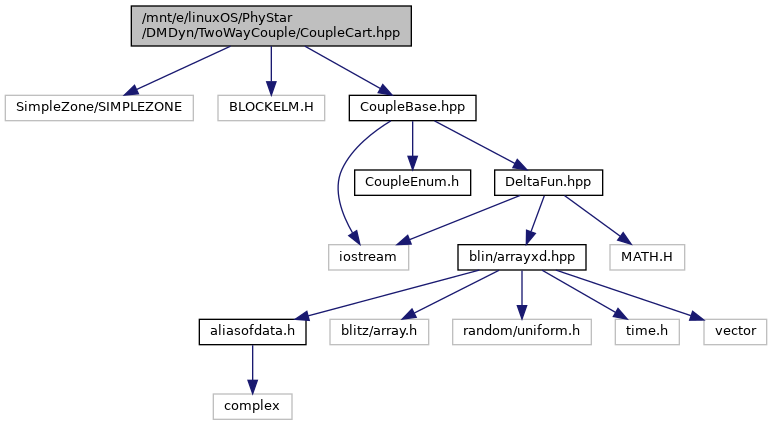 /mnt/e/linuxOS/PhyStar
/DMDyn/TwoWayCouple/CoupleCart.hpp
SimpleZone/SIMPLEZONE
BLOCKELM.H
CoupleBase.hpp
CoupleEnum.h
DeltaFun.hpp
iostream
blin/arrayxd.hpp
MATH.H
aliasofdata.h
blitz/array.h
random/uniform.h
time.h
vector
complex